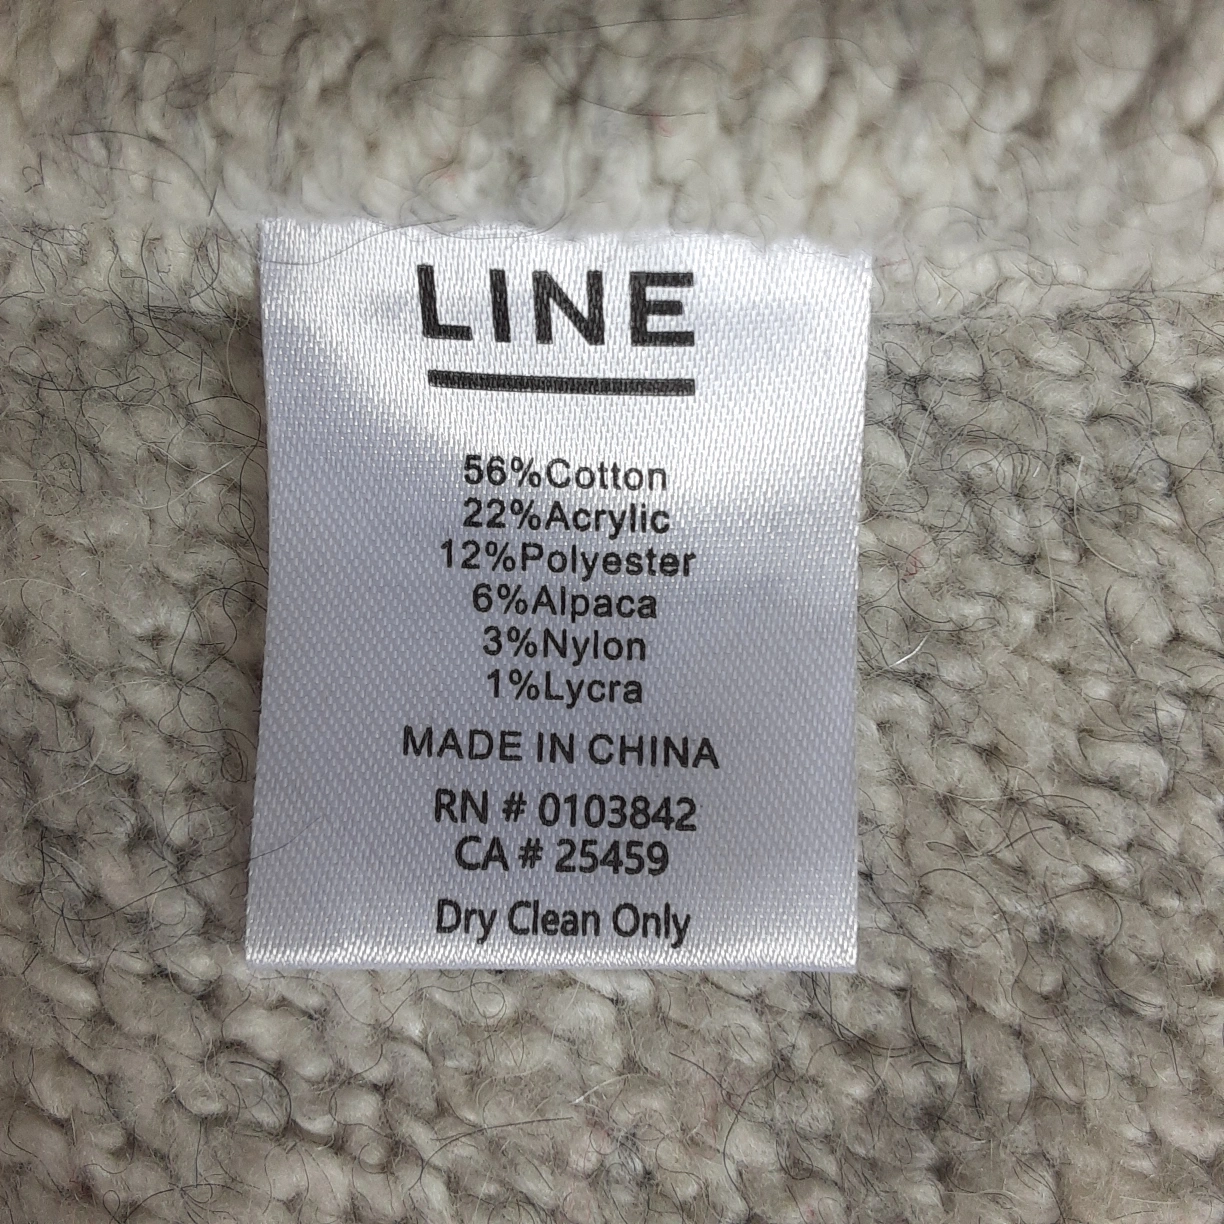 LINE
56%Cotton
22%Acrylic
12%Polyester
6%Alpaca
3%Nylon
1%Lycra
MADE IN CHINA
RN # 0103842
CA # 25459
Dry Clean Only